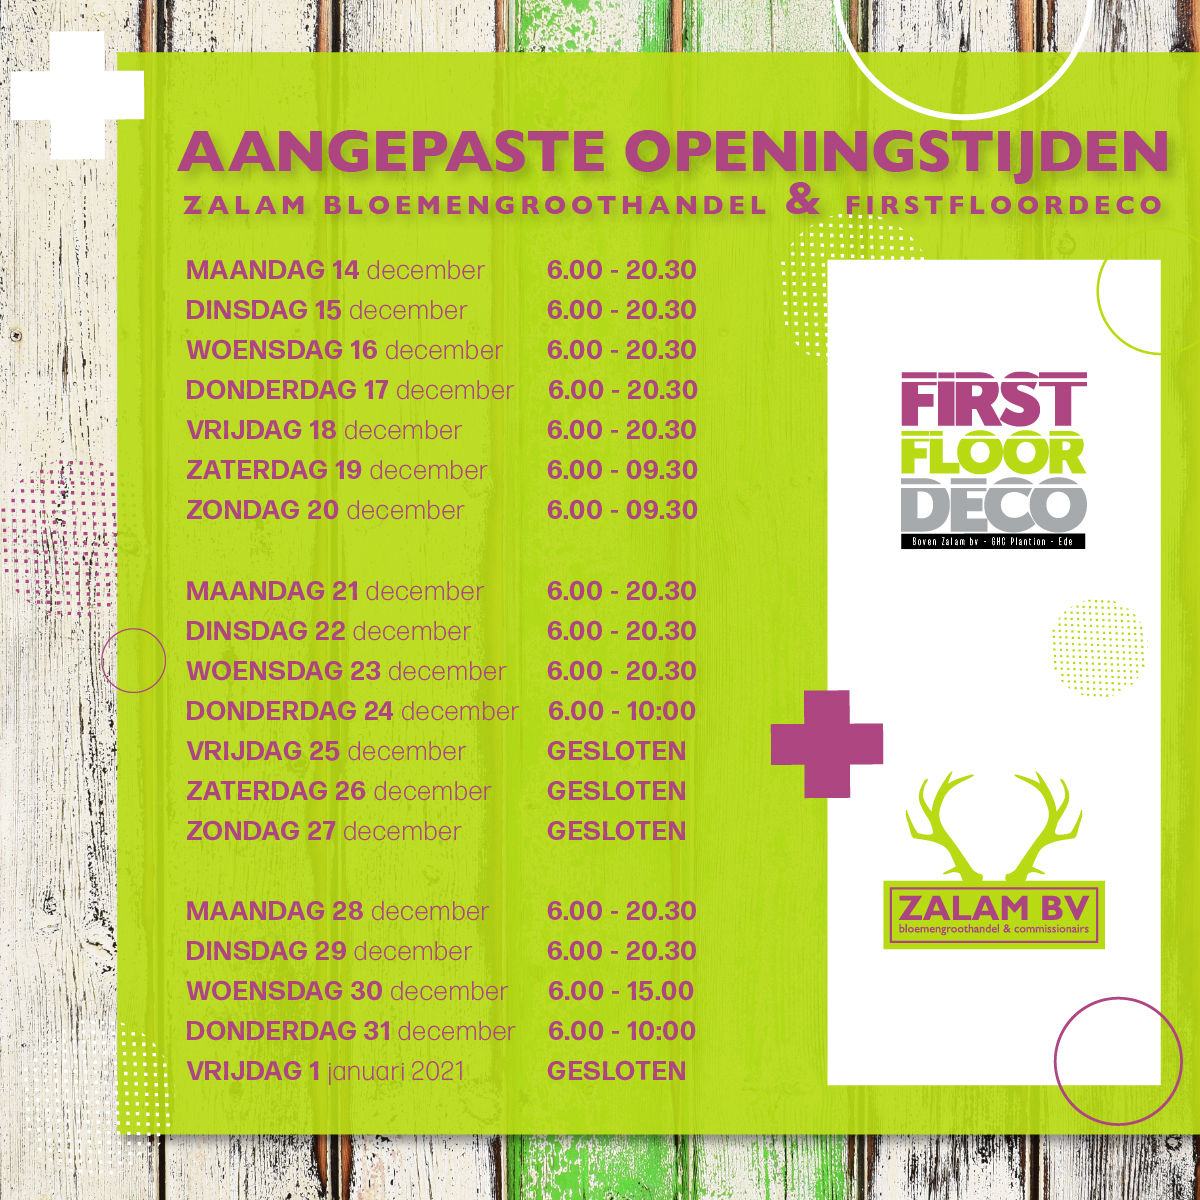 AANGEPASTE OPENINGSTIJDEN
ZALAM BLOEMENGROOTHANDEL & FIRSTFLOORDECO
MAANDAG 14 december 6.00 - 20.30
DINSDAG 15 december 6.00 - 20.30
WOENSDAG 16 december 6.00 - 20.30
DONDERDAG 17 december 6.00 - 20.30
VRIJDAG 18 december 6.00 - 20.30
ZATERDAG 19 december 6.00 - 09.30
ZONDAG 20 december 6.00 - 09.30
MAANDAG 21 december 6.00 - 20.30
DINSDAG 22 december 6.00 - 20.30
WOENSDAG 23 december 6.00 - 20.30
DONDERDAG 24 december 6.00 - 10:00
VRIJDAG 25 december GESLOTEN
ZATERDAG 26 december GESLOTEN
ZONDAG 27 december GESLOTEN
MAANDAG 28 december 6.00 - 20.30
DINSDAG 29 december 6.00 - 20.30
WOENSDAG 30 december 6.00 - 15.00
DONDERDAG 31 december 6.00 - 10:00
VRIJDAG 1 januari 2021 GESLOTEN
FIRST
FLOOR
DECO
Boven Zalam bv - GHC Plantion - Ede
ZALAM BV
bloemengroothandel & commissionairs